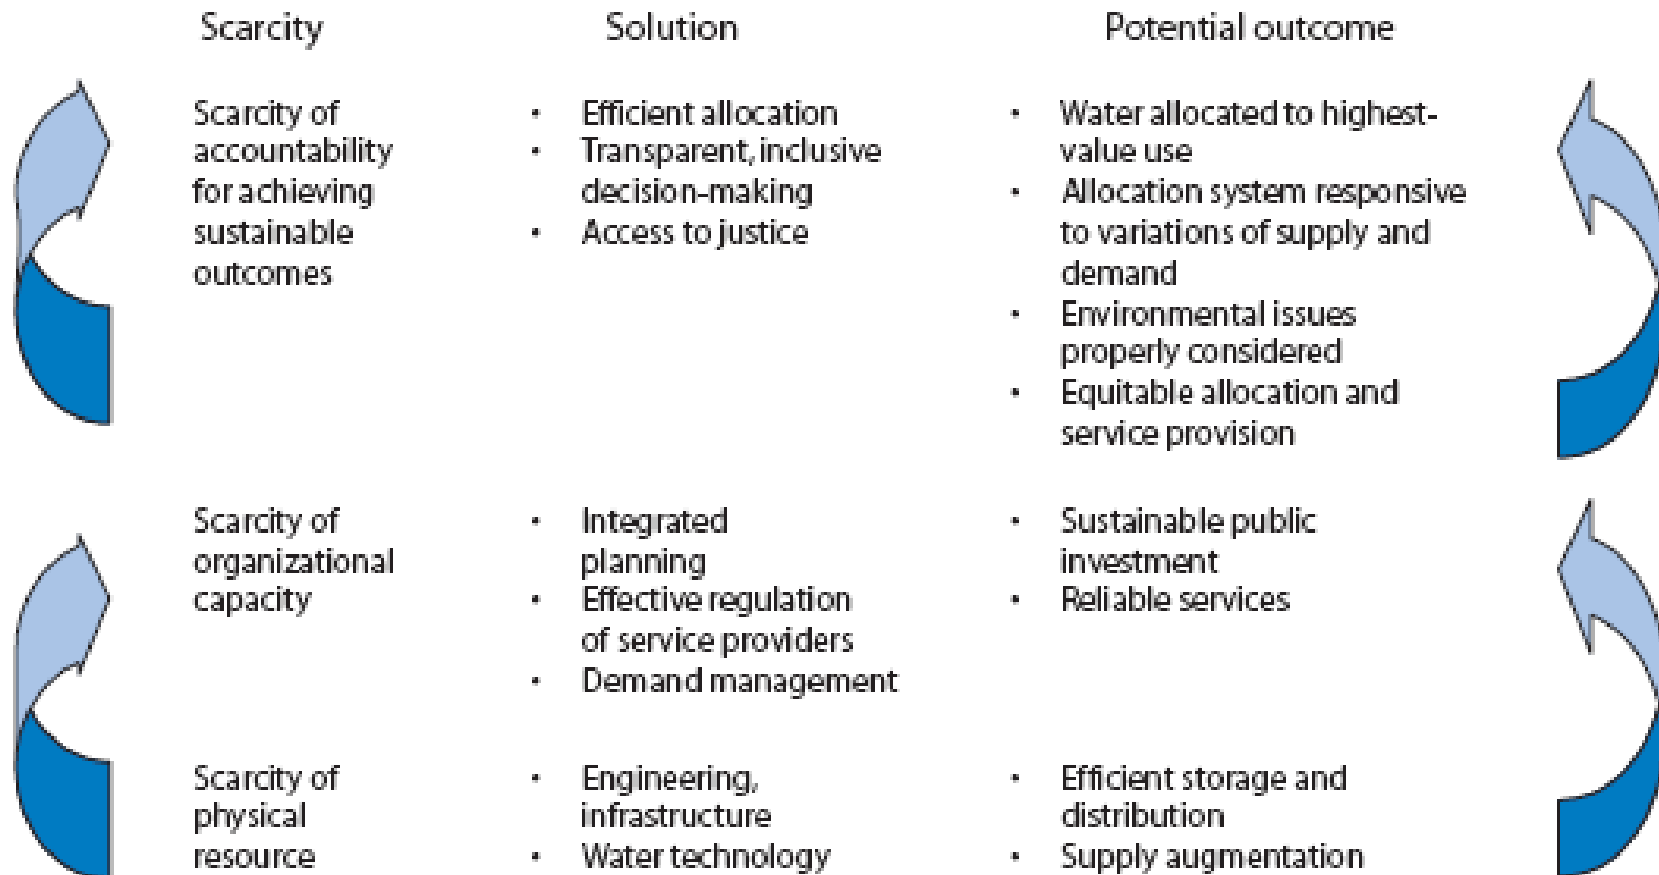 Scarcity Solution Potential outcome
Scarcity of
accountability
for achieving
sustainable
outcomes
• Efficient allocation
• Transparent, inclusive
decision-making
• Access to justice
• Water allocated to highest-
value use
• Allocation system responsive
to variations of supply and
demand
• Environmental issues
properly considered
• Equitable allocation and
service provision
Scarcity of
organizational
capacity
• Integrated
planning
• Effective regulation
of service providers
• Demand management
• Sustainable public
investment
• Reliable services
Scarcity of
physical
resource
• Engineering,
infrastructure
• Water technology
• Efficient storage and
distribution
• Supply augmentation